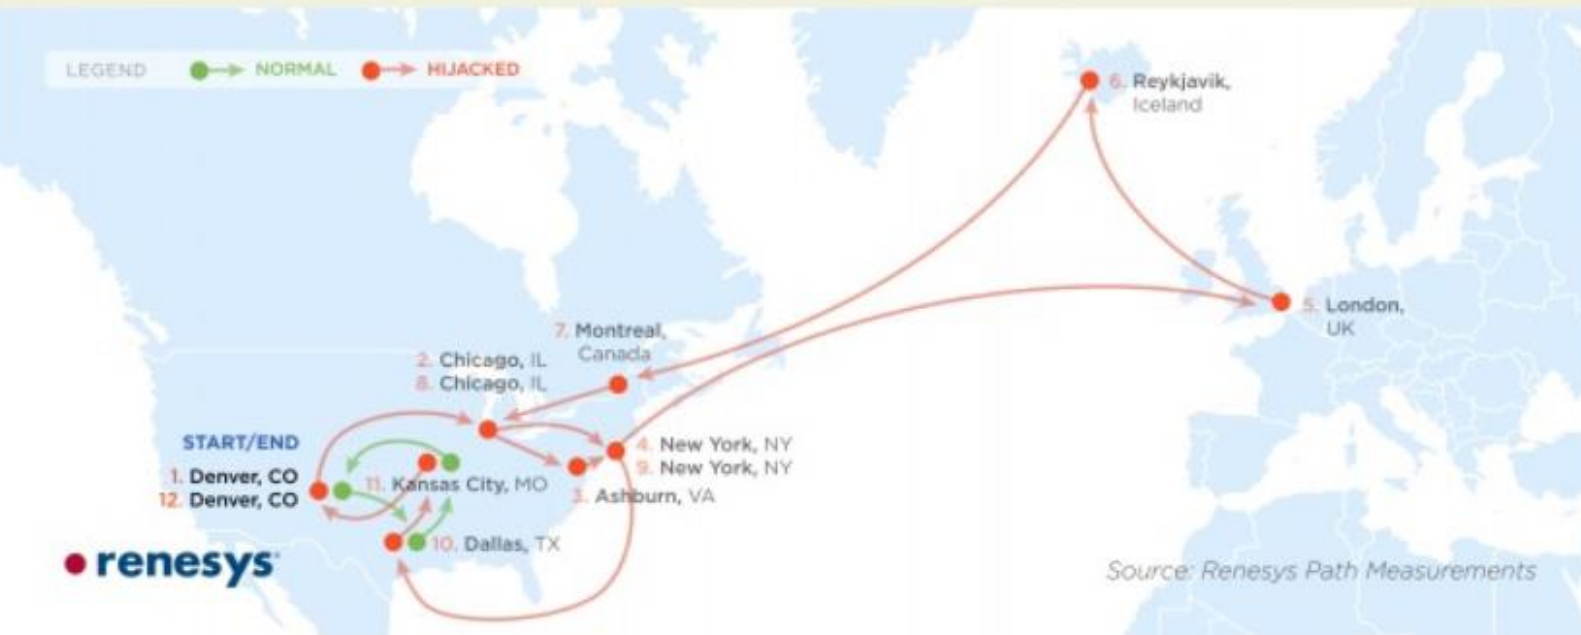 LEGEND NORMAL HIJACKED
6. Reykjavik,
Iceland
5. London,
UK
7. Montreal,
Canada
2. Chicago, IL
8. Chicago, IL
START/END
1. Denver, CO
12. Denver, CO
11. Kansas City, MO
4. New York, NY
9. New York, NY
3. Ashburn, VA
10. Dallas, TX
renesys
Source: Renesys Path Measurements